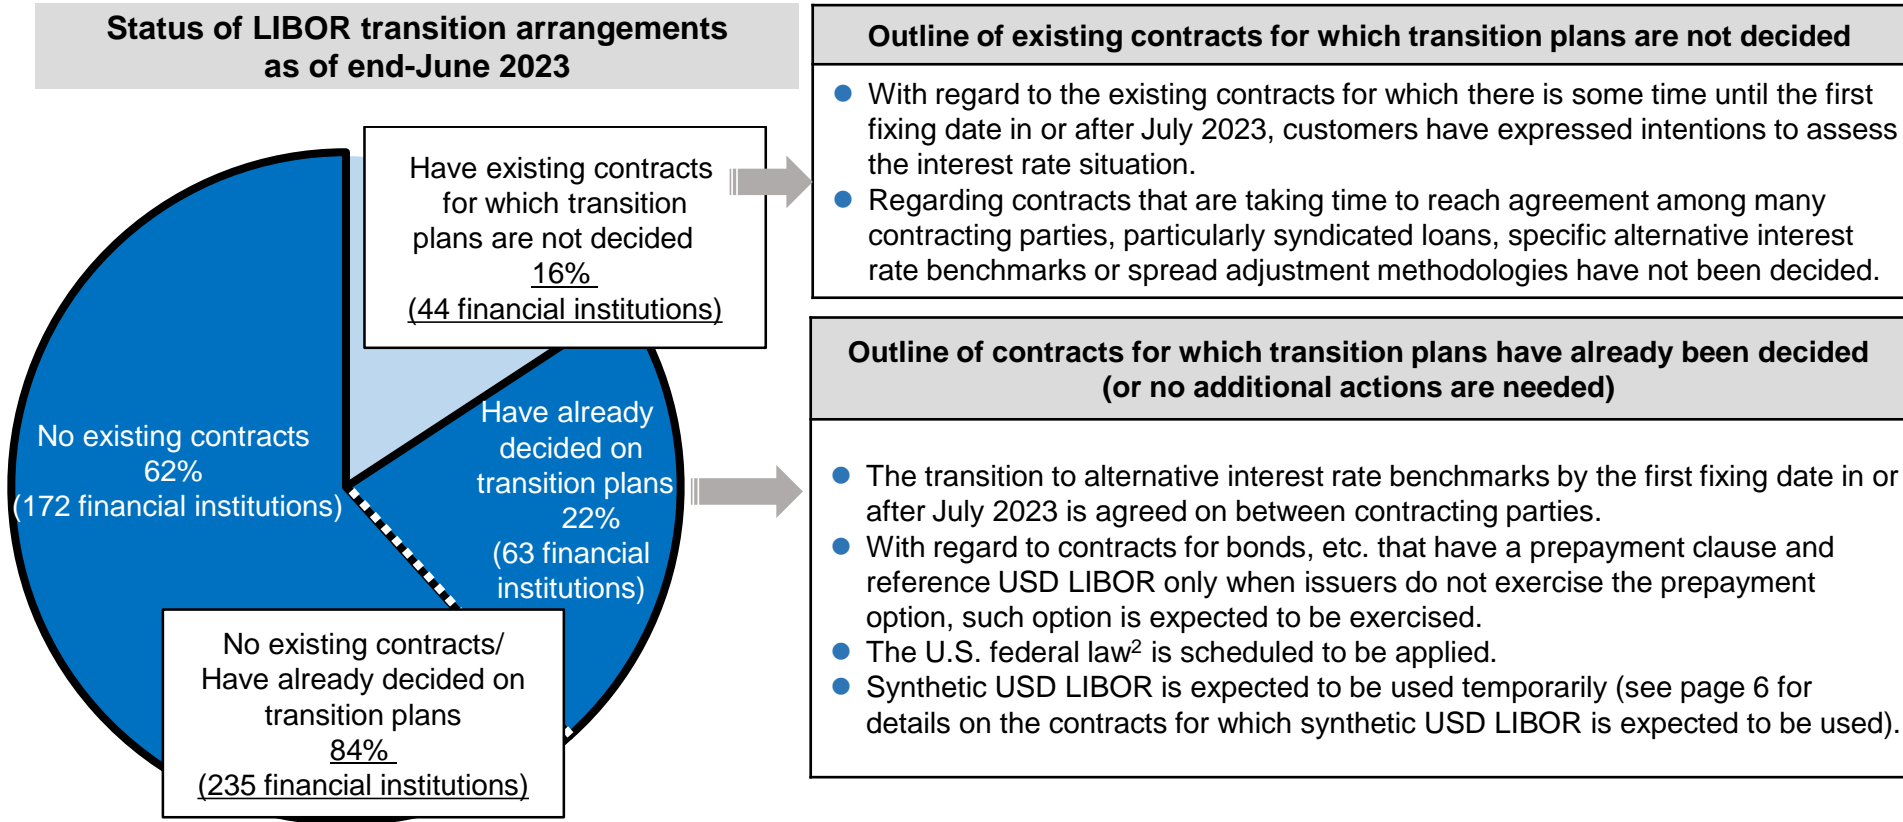 Status of LIBOR transition arrangements
as of end-June 2023
Have existing contracts
for which transition
plans are not decided
16%
(44 financial institutions)
No existing contracts
62%
(172 financial institutions)
Have already
decided on
transition plans
22%
(63 financial
institutions)
No existing contracts/
Have already decided on
transition plans
84%
(235 financial institutions)
Outline of existing contracts for which transition plans are not decided
● With regard to the existing contracts for which there is some time until the first
fixing date in or after July 2023, customers have expressed intentions to assess
the interest rate situation.
● Regarding contracts that are taking time to reach agreement among many
contracting parties, particularly syndicated loans, specific alternative interest
rate benchmarks or spread adjustment methodologies have not been decided.
Outline of contracts for which transition plans have already been decided
(or no additional actions are needed)
● The transition to alternative interest rate benchmarks by the first fixing date in or
after July 2023 is agreed on between contracting parties.
● With regard to contracts for bonds, etc. that have a prepayment clause and
reference USD LIBOR only when issuers do not exercise the prepayment
option, such option is expected to be exercised.
● The U.S. federal law² is scheduled to be applied.
● Synthetic USD LIBOR is expected to be used temporarily (see page 6 for
details on the contracts for which synthetic USD LIBOR is expected to be used).